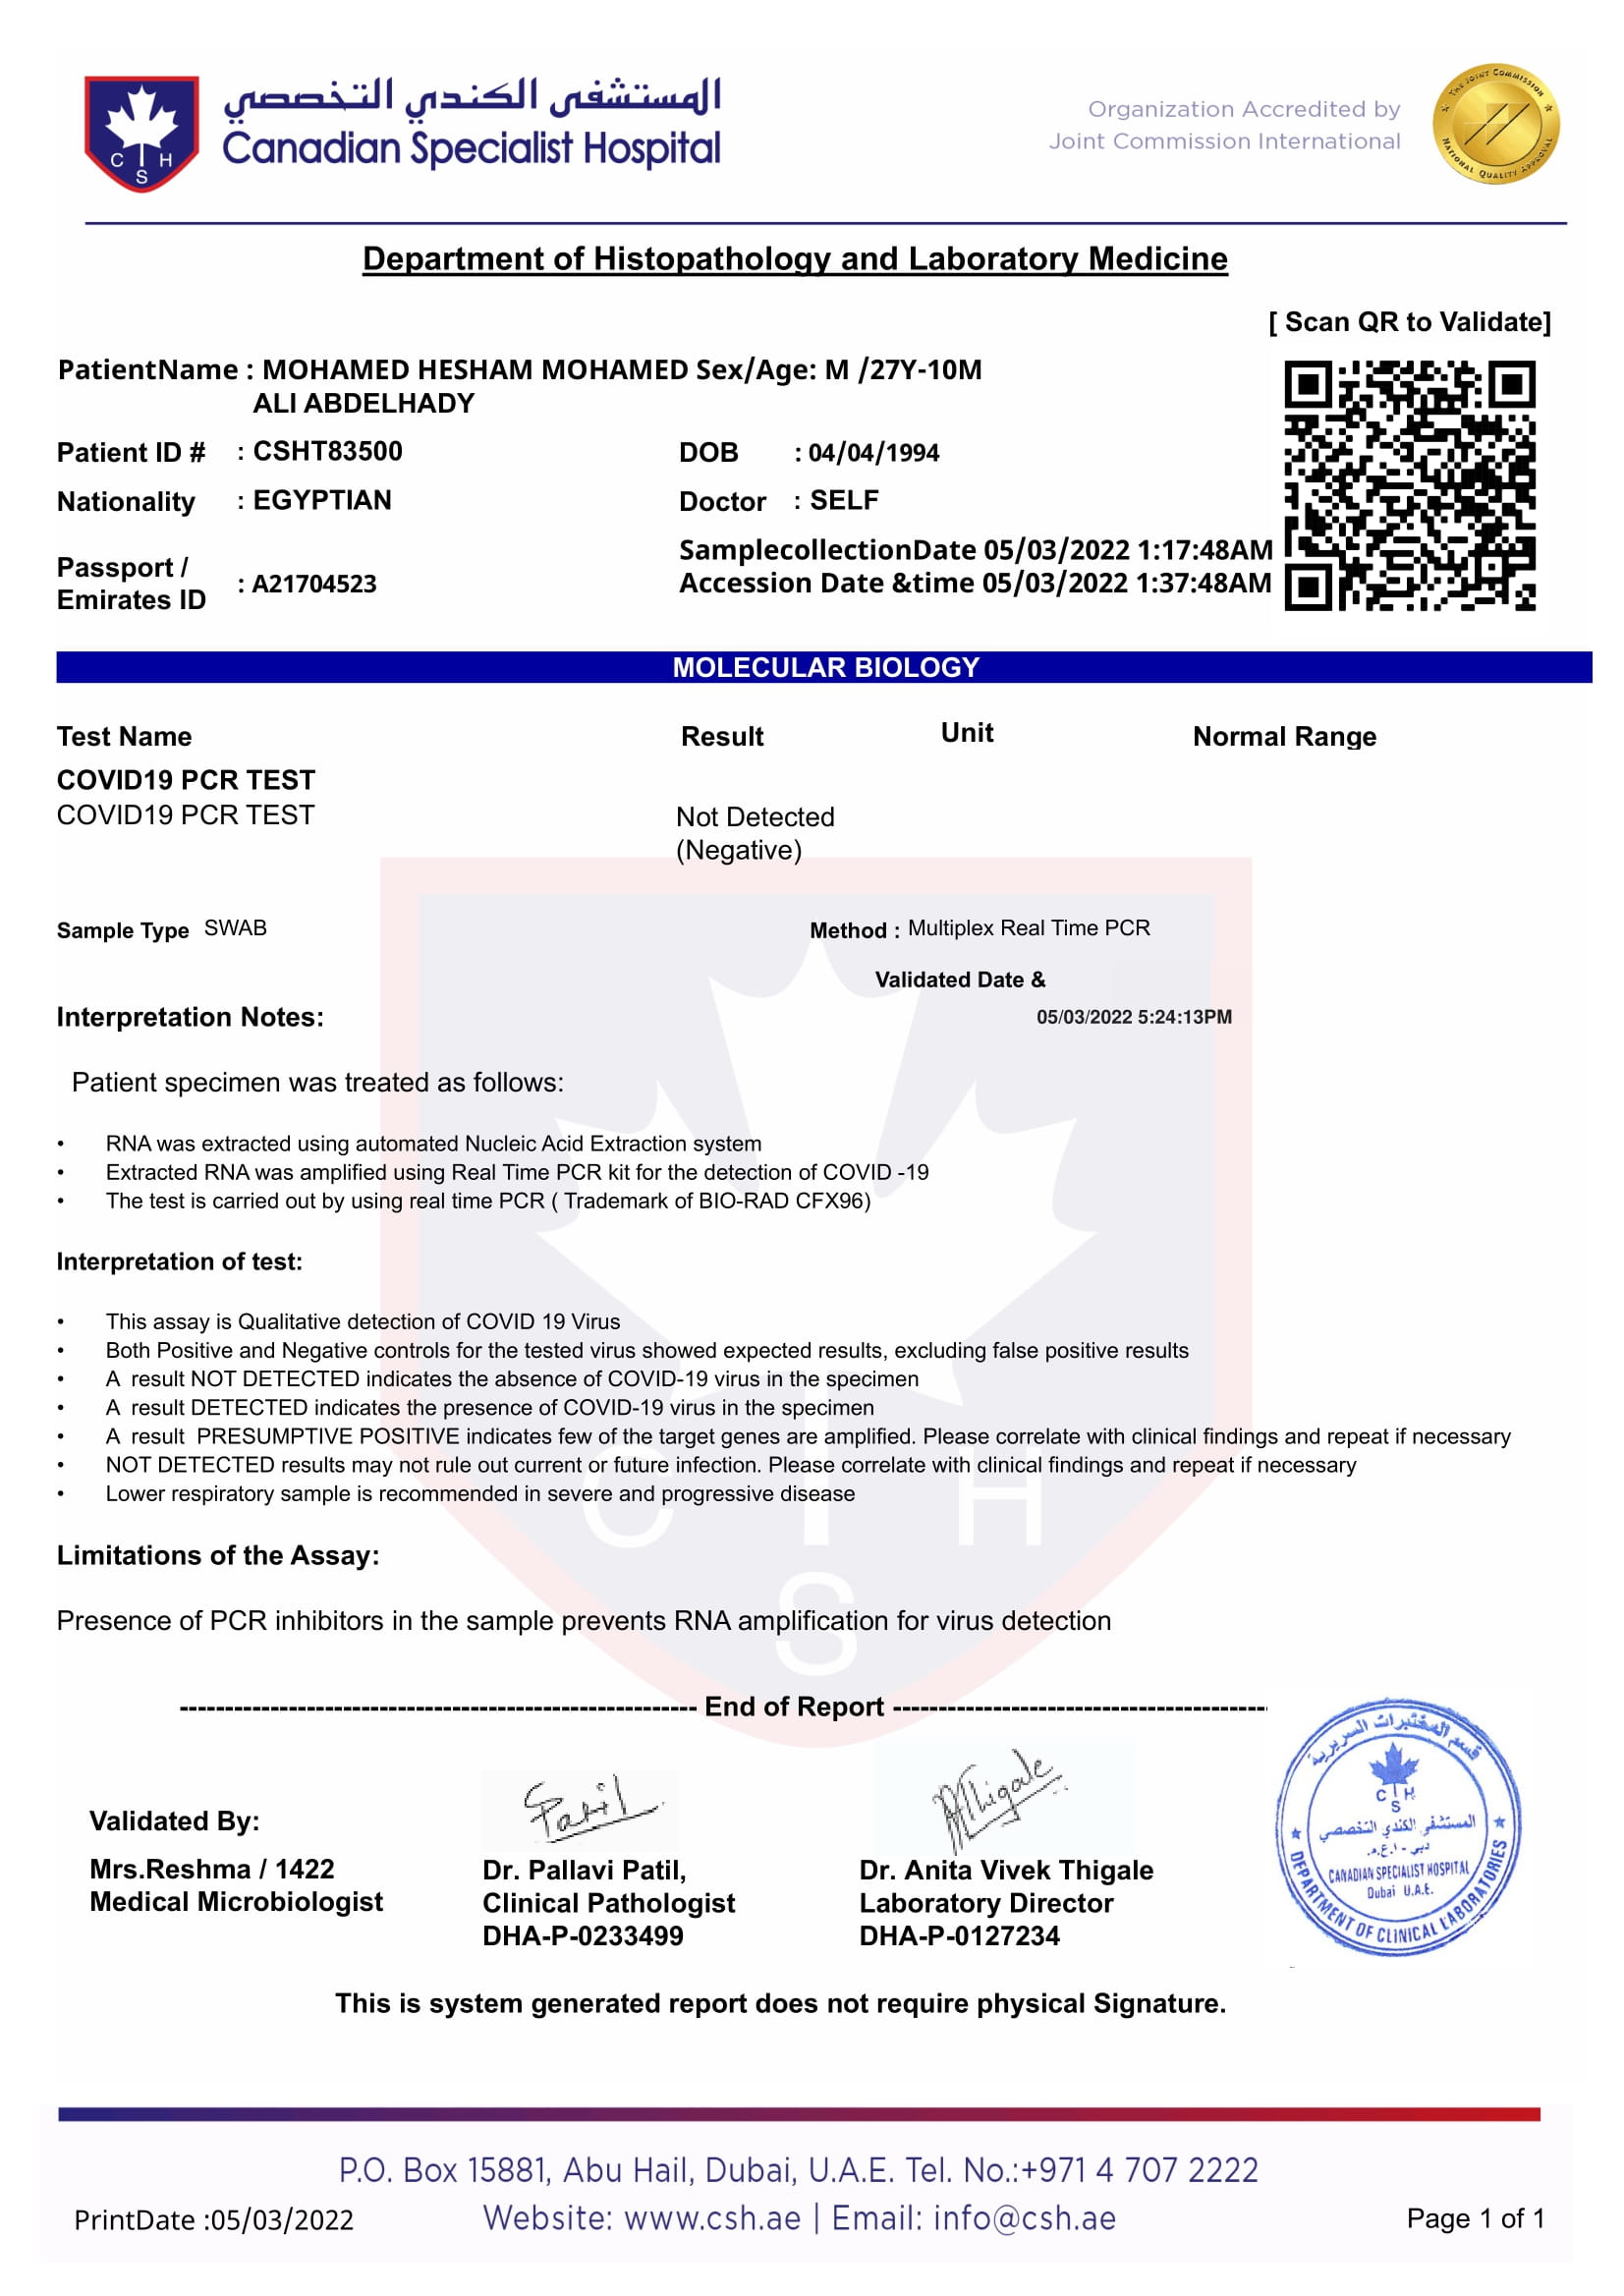 المستشفى الكندي التخصصي
Canadian Specialist Hospital
C H
S
Organization Accredited by
Joint Commission International
THE JOINT COMMISSION
NATIONAL QUALITY APPROVAL
Department of Histopathology and Laboratory Medicine
[ Scan QR to Validate]
PatientName : MOHAMED HESHAM MOHAMED Sex/Age: M /27Y-10M
ALI ABDELHADY
Patient ID # : CSHT83500 DOB : 04/04/1994
Nationality : EGYPTIAN Doctor : SELF
SamplecollectionDate 05/03/2022 1:17:48AM
Passport /
Emirates ID : A21704523 Accession Date &time 05/03/2022 1:37:48AM
MOLECULAR BIOLOGY
Test Name Result Unit Normal Range
COVID19 PCR TEST
COVID19 PCR TEST Not Detected
(Negative)
Sample Type SWAB Method : Multiplex Real Time PCR
Validated Date &
Interpretation Notes: 05/03/2022 5:24:13PM
Patient specimen was treated as follows:
• RNA was extracted using automated Nucleic Acid Extraction system
• Extracted RNA was amplified using Real Time PCR kit for the detection of COVID -19
• The test is carried out by using real time PCR ( Trademark of BIO-RAD CFX96)
Interpretation of test:
• This assay is Qualitative detection of COVID 19 Virus
• Both Positive and Negative controls for the tested virus showed expected results, excluding false positive results
• A result NOT DETECTED indicates the absence of COVID-19 virus in the specimen
• A result DETECTED indicates the presence of COVID-19 virus in the specimen
• A result PRESUMPTIVE POSITIVE indicates few of the target genes are amplified. Please correlate with clinical findings and repeat if necessary
• NOT DETECTED results may not rule out current or future infection. Please correlate with clinical findings and repeat if necessary
• Lower respiratory sample is recommended in severe and progressive disease
C H
S
Limitations of the Assay:
Presence of PCR inhibitors in the sample prevents RNA amplification for virus detection
--------------------------------------------------------- End of Report -----------------------------------------
Patil
AThigale
Validated By:
Mrs.Reshma / 1422 Dr. Pallavi Patil, Dr. Anita Vivek Thigale
Medical Microbiologist Clinical Pathologist Laboratory Director
DHA-P-0233499 DHA-P-0127234
قسم المختبرات السريرية
C H
S
المستشفى الكندي التخصصي
دبي - ا.ع.م.
CANADIAN SPECIALIST HOSPITAL
Dubai U.A.E.
DEPARTMENT OF CLINICAL LABORATORIES
This is system generated report does not require physical Signature.
P.O. Box 15881, Abu Hail, Dubai, U.A.E. Tel. No.:+971 4 707 2222
PrintDate :05/03/2022 Website: www.csh.ae | Email: info@csh.ae Page 1 of 1